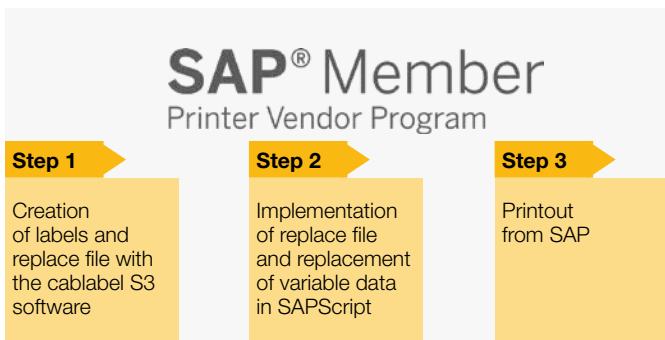 SAP® Member
Printer Vendor Program
Step 1
Creation
of labels and
replace file with
the cablabel S3
software
Step 2
Implementation
of replace file
and replacement
of variable data
in SAPScript
Step 3
Printout
from SAP